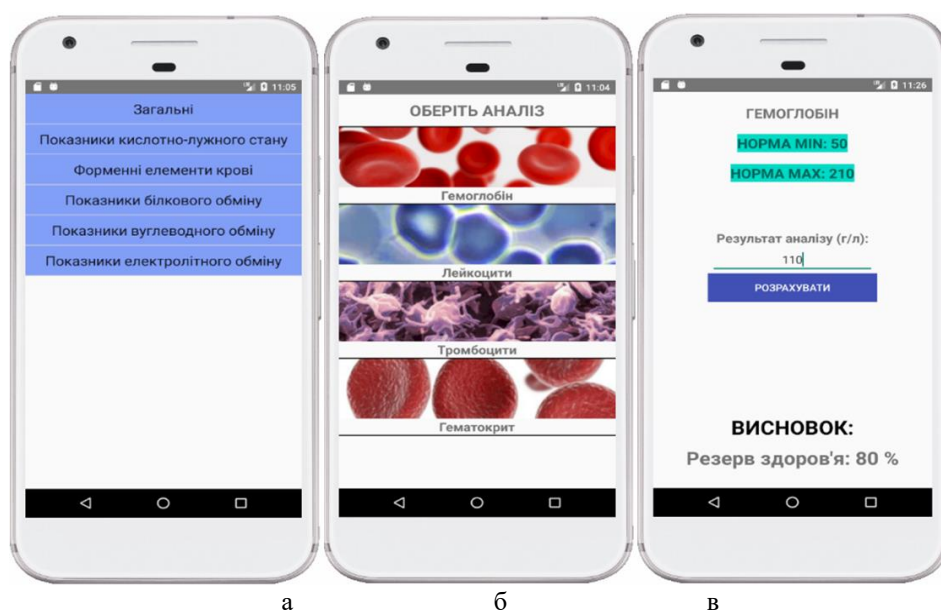 11:05
Загальні
Показники кислотно-лужного стану
Форменні елементи крові
Показники білкового обміну
Показники вуглеводного обміну
Показники електролітного обміну
11:04
ОБЕРІТЬ АНАЛІЗ
Гемоглобін
Лейкоцити
Тромбоцити
Гематокрит
11:26
ГЕМОГЛОБІН
НОРМА MIN: 50
НОРМА MAX: 210
Результат аналізу (г/л):
110
РОЗРАХУВАТИ
ВИСНОВОК:
Резерв здоров'я: 80 %
а б в